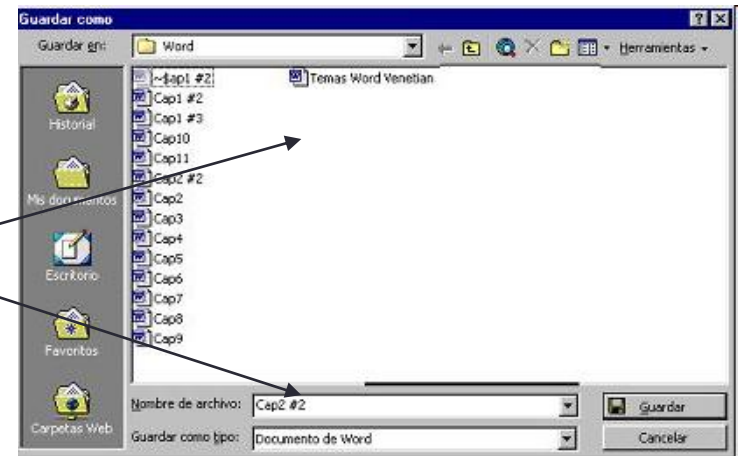 Guardar como
Guardar en: Word Herramientas
~$ap1 #2 Temas Word Venetian
Cap1 #2
Cap1 #3
Cap10
Cap11
Cap2 #2
Cap2
Cap3
Cap4
Cap5
Cap6
Cap7
Cap8
Cap9
Historial
Mis documentos
Escritorio
Favoritos
Carpetas Web
Nombre de archivo: Cap2 #2 Guardar
Guardar como tipo: Documento de Word Cancelar